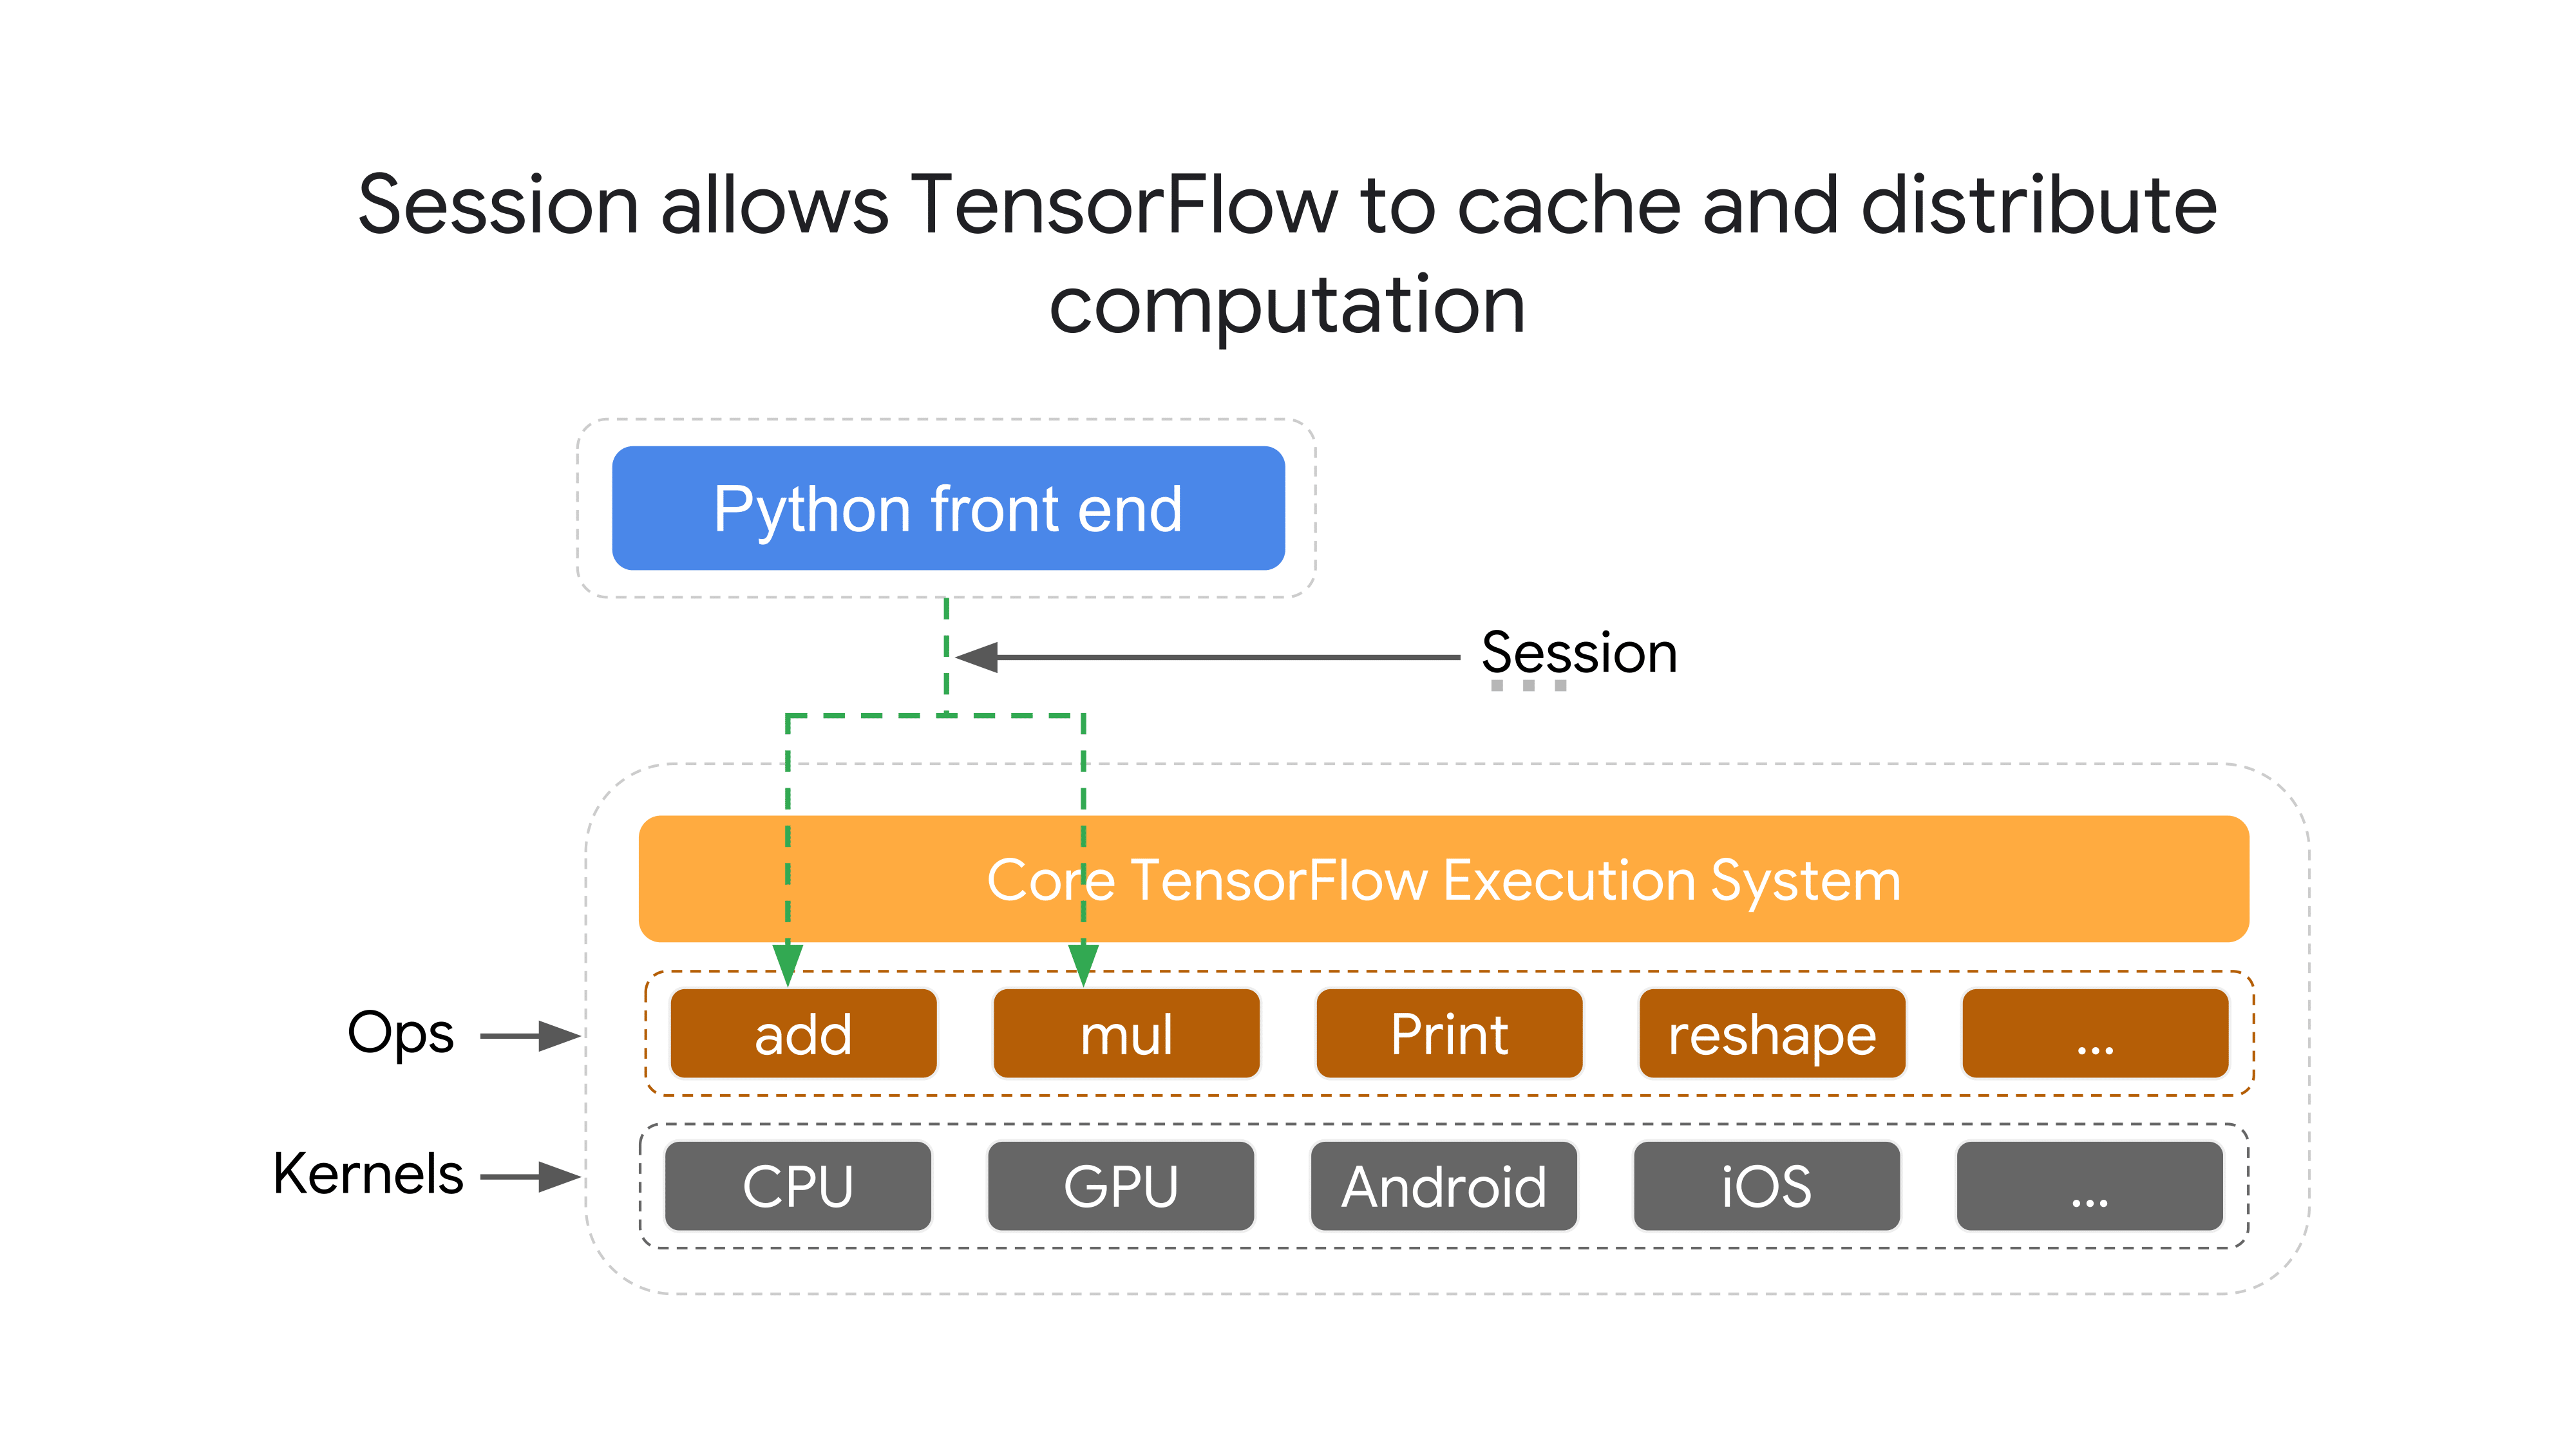 Session allows TensorFlow to cache and distribute
computation
Python front end
Session
Core TensorFlow Execution System
Ops
add
mul
Print
reshape
...
Kernels
CPU
GPU
Android
iOS
...